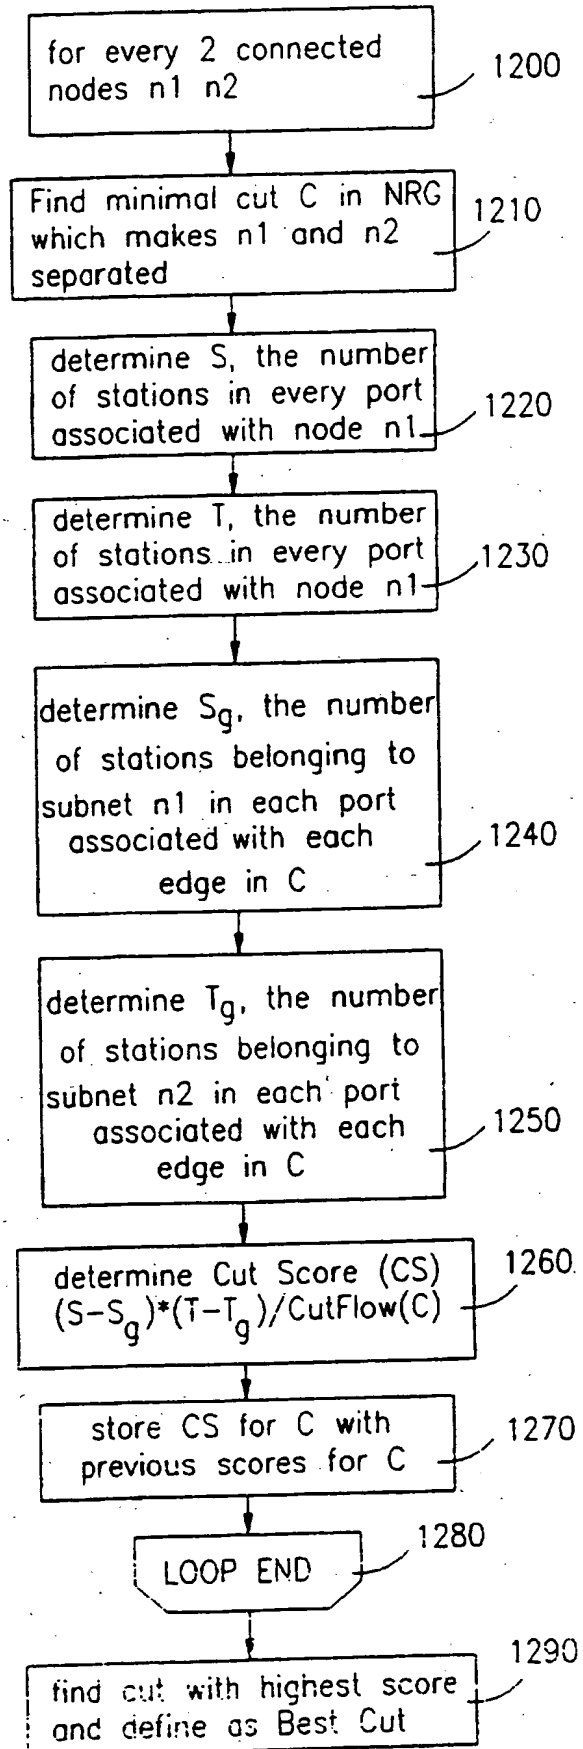 for every 2 connected
nodes n1 n2
1200
Find minimal cut C in NRG
which makes n1 and n2
separated
1210
determine S, the number
of stations in every port
associated with node n1
1220
determine T, the number
of stations in every port
associated with node n1
1230
determine Sg, the number
of stations belonging to
subnet n1 in each port
associated with each
edge in C
1240
determine Tg, the number
of stations belonging to
subnet n2 in each port
associated with each
edge in C
1250
determine Cut Score (CS)
(S-Sg)*(T-Tg)/CutFlow(C)
1260
store CS for C with
previous scores for C
1270
LOOP END
1280
find cut with highest score
and define as Best Cut
1290